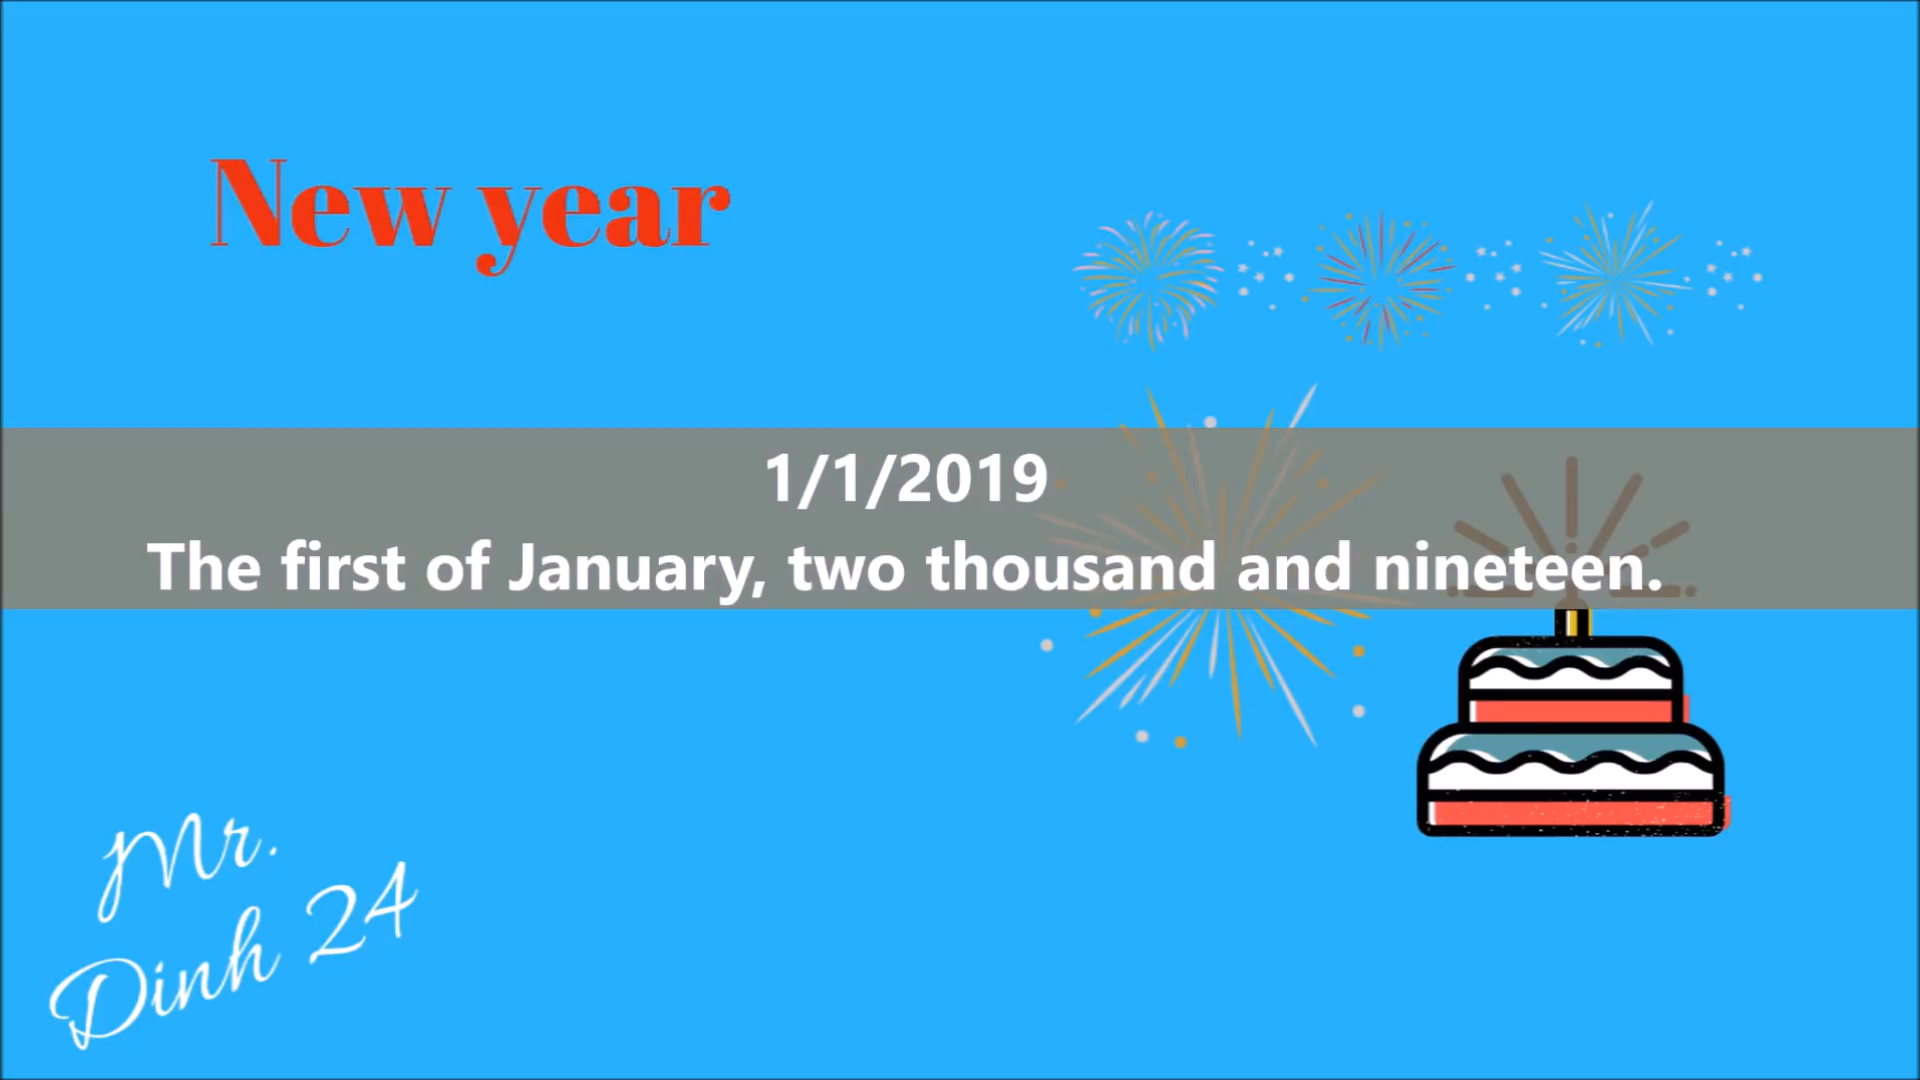 New year
1/1/2019
The first of January, two thousand and nineteen.
Mr.
Dinh 24